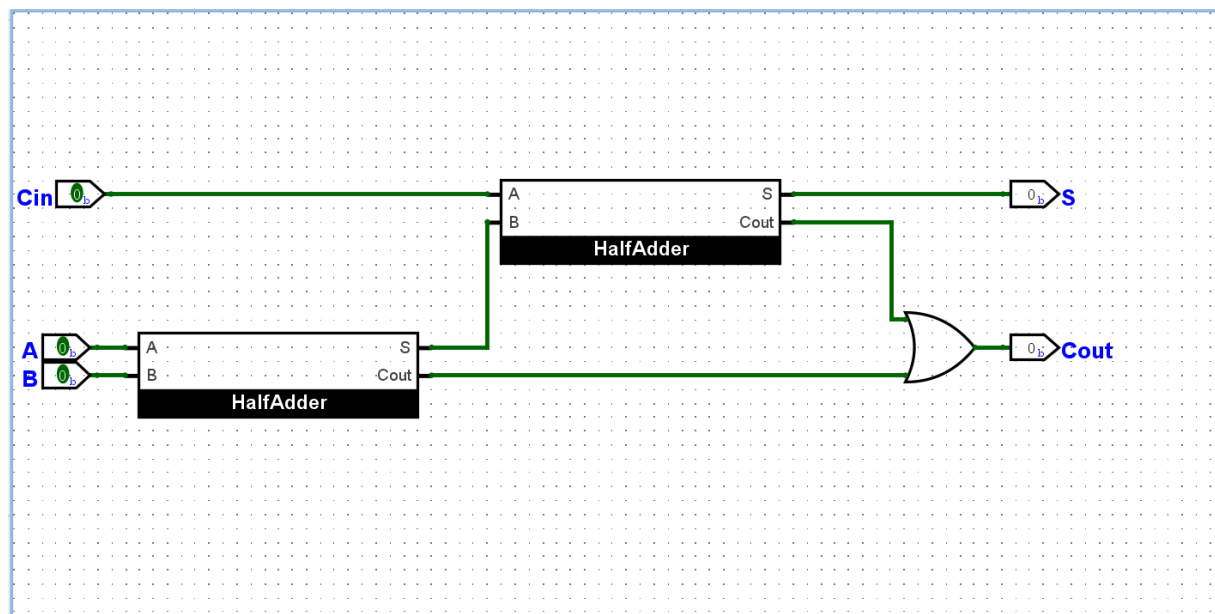 Cin 0b A S 0b S
B Cout
HalfAdder
A 0b A S 0b Cout
B 0b B Cout
HalfAdder